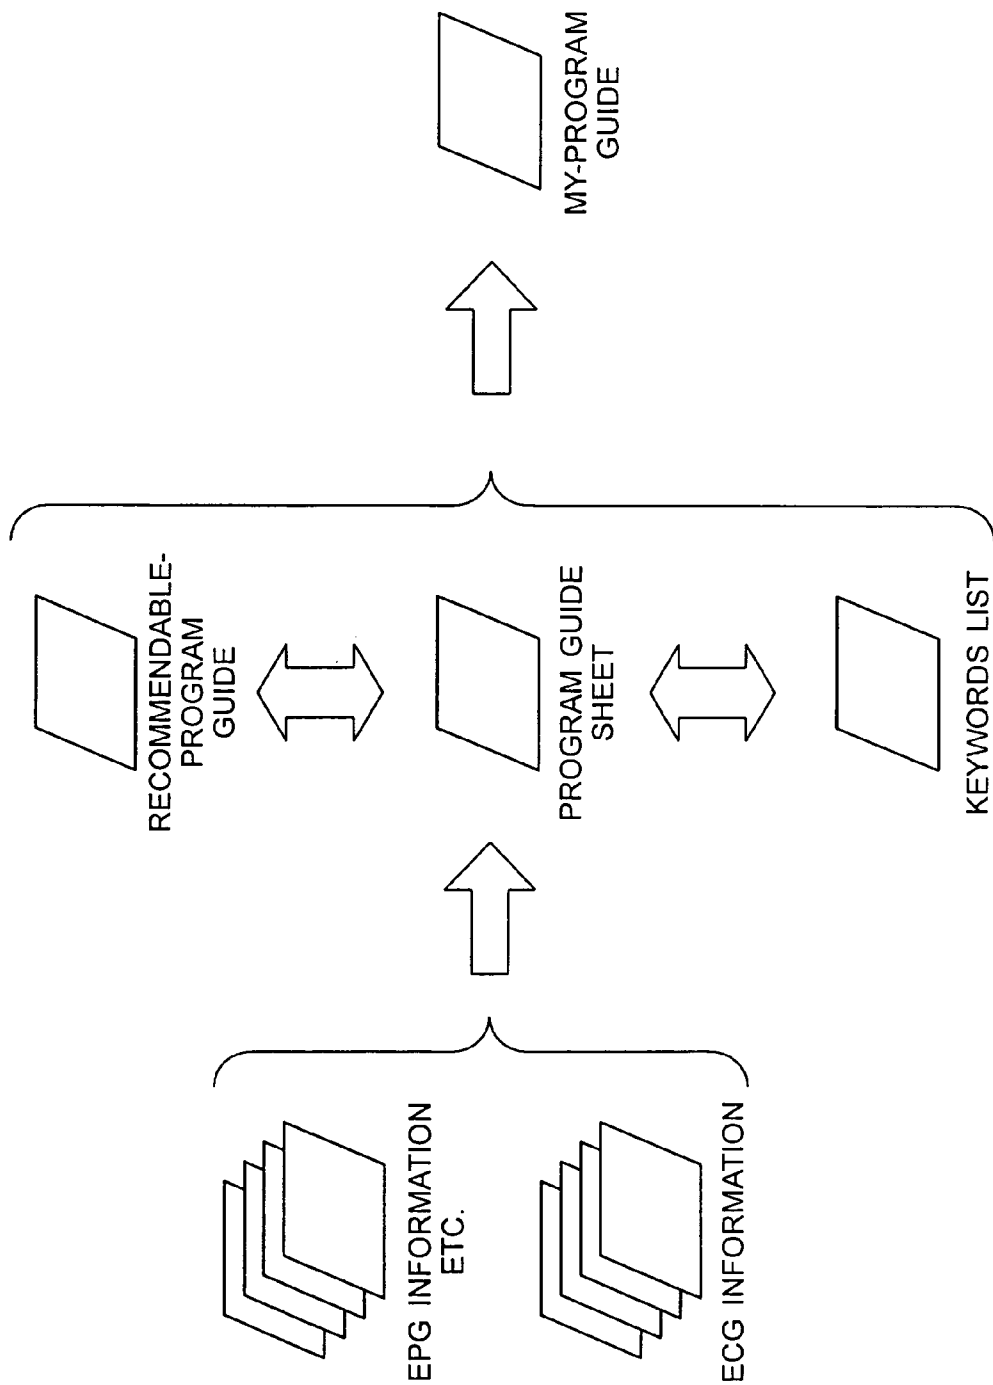 EPG INFORMATION
ETC.
ECG INFORMATION
RECOMMENDABLE-
PROGRAM
GUIDE
PROGRAM GUIDE
SHEET
KEYWORDS LIST
MY-PROGRAM
GUIDE